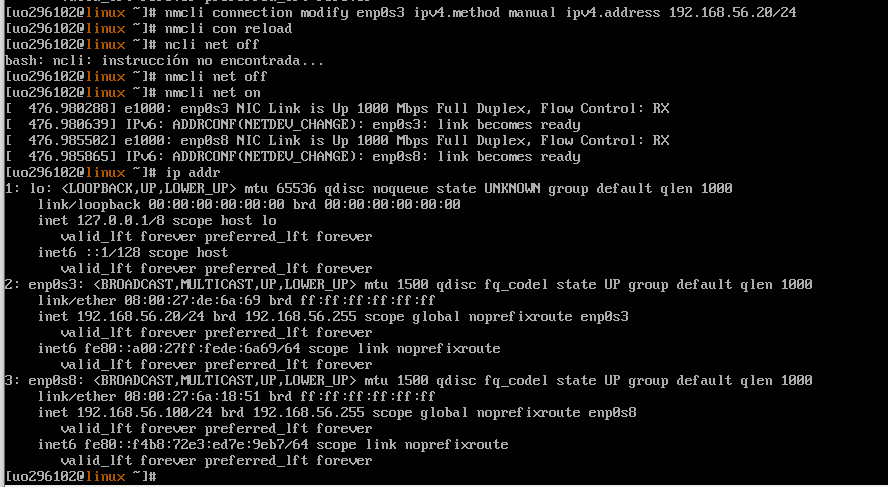 [uo296102@linux ~]# nmcli connection modify enp0s3 ipv4.method manual ipv4.address 192.168.56.20/24
[uo296102@linux ~]# nmcli con reload
[uo296102@linux ~]# ncli net off
bash: ncli: instrucción no encontrada...
[uo296102@linux ~]# nmcli net off
[uo296102@linux ~]# nmcli net on
[  476.980288] e1000: enp0s3 NIC Link is Up 1000 Mbps Full Duplex, Flow Control: RX
[  476.980639] IPv6: ADDRCONF(NETDEV_CHANGE): enp0s3: link becomes ready
[  476.985502] e1000: enp0s8 NIC Link is Up 1000 Mbps Full Duplex, Flow Control: RX
[  476.985865] IPv6: ADDRCONF(NETDEV_CHANGE): enp0s8: link becomes ready
[uo296102@linux ~]# ip addr
1: lo: <LOOPBACK,UP,LOWER_UP> mtu 65536 qdisc noqueue state UNKNOWN group default qlen 1000
    link/loopback 00:00:00:00:00:00 brd 00:00:00:00:00:00
    inet 127.0.0.1/8 scope host lo
       valid_lft forever preferred_lft forever
    inet6 ::1/128 scope host
       valid_lft forever preferred_lft forever
2: enp0s3: <BROADCAST,MULTICAST,UP,LOWER_UP> mtu 1500 qdisc fq_codel state UP group default qlen 1000
    link/ether 08:00:27:de:6a:69 brd ff:ff:ff:ff:ff:ff
    inet 192.168.56.20/24 brd 192.168.56.255 scope global noprefixroute enp0s3
       valid_lft forever preferred_lft forever
    inet6 fe80::a00:27ff:fede:6a69/64 scope link noprefixroute
       valid_lft forever preferred_lft forever
3: enp0s8: <BROADCAST,MULTICAST,UP,LOWER_UP> mtu 1500 qdisc fq_codel state UP group default qlen 1000
    link/ether 08:00:27:6a:18:51 brd ff:ff:ff:ff:ff:ff
    inet 192.168.56.100/24 brd 192.168.56.255 scope global noprefixroute enp0s8
       valid_lft forever preferred_lft forever
    inet6 fe80::f4b8:72e3:ed7e:9eb7/64 scope link noprefixroute
       valid_lft forever preferred_lft forever
[uo296102@linux ~]#